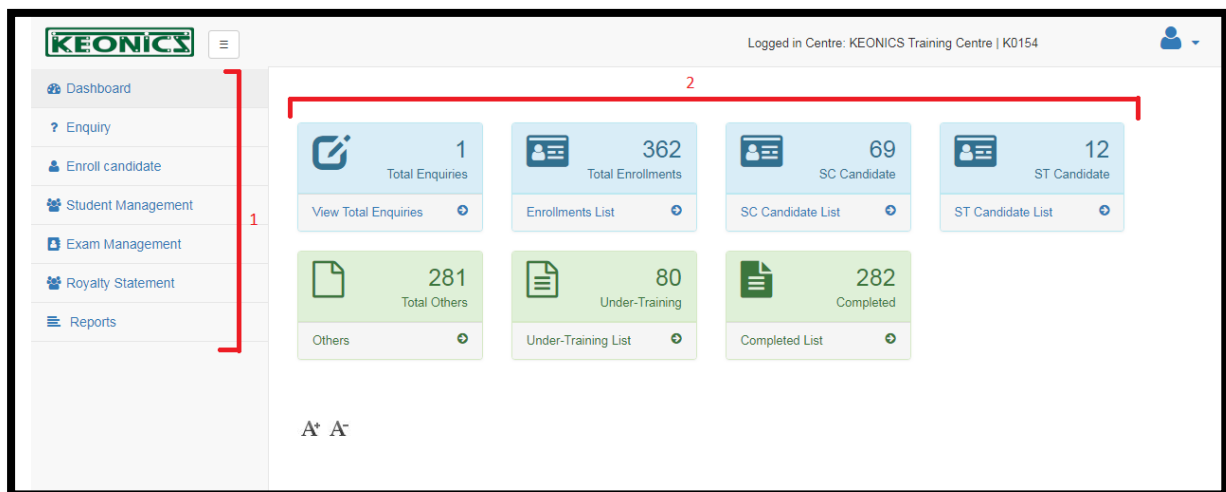 KEONICS
Logged in Centre: KEONICS Training Centre | K0154
Dashboard
? Enquiry
Enroll candidate
Student Management
Exam Management
Royalty Statement
Reports
1
2
1
Total Enquiries
View Total Enquiries
362
Total Enrollments
Enrollments List
69
SC Candidate
SC Candidate List
12
ST Candidate
ST Candidate List
281
Total Others
Others
80
Under-Training
Under-Training List
282
Completed
Completed List
A+ A-